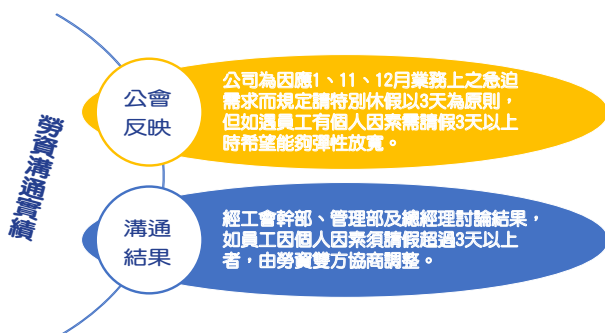 勞資溝通實績
公會
反映
公司為因應1、11、12月業務上之急迫
需求而規定請特別休假以3天為原則，
但如遇員工有個人因素需請假3天以上
時希望能夠彈性放寬。
溝通
結果
經工會幹部、管理部及總經理討論結果，
如員工因個人因素須請假超過3天以上
者，由勞資雙方協商調整。